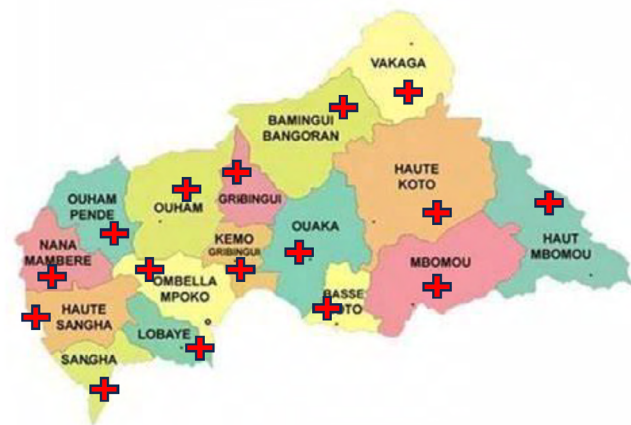 VAKAGA
BAMINGUI
BANGORAN
HAUTE
KOTO
OUHAM
PENDE
OUHAM
GRIBINGUI
OUAKA
HAUT
MBOMOU
NANA
MAMBERE
KEMO
GRIBINGUI
MBOMOU
OMBELLA
MPOKO
BASSE
HAUTE
SANGHA
LOBAYE
SANGHA